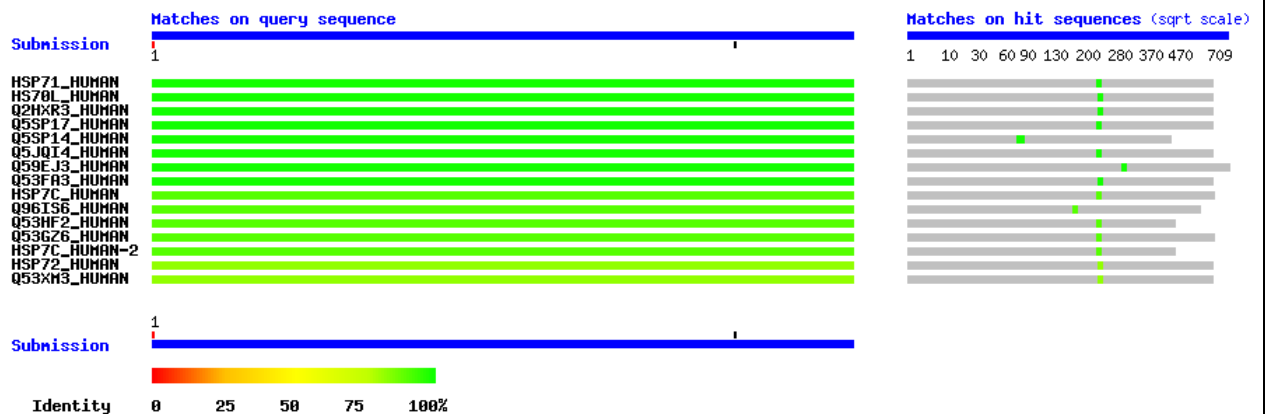 Matches on query sequence Matches on hit sequences (sqrt scale)
Submission
1 1 10 30 60 90 130 200 280 370 470 709
HSP71_HUMAN
HS70L_HUMAN
Q2HXR3_HUMAN
Q5SP17_HUMAN
Q5SP14_HUMAN
Q5JQI4_HUMAN
Q59EJ3_HUMAN
Q53FA3_HUMAN
HSP7C_HUMAN
Q96IS6_HUMAN
Q53HF2_HUMAN
Q53GZ6_HUMAN
HSP7C_HUMAN-2
HSP72_HUMAN
Q53XM3_HUMAN
1
Submission
Identity 0 25 50 75 100%